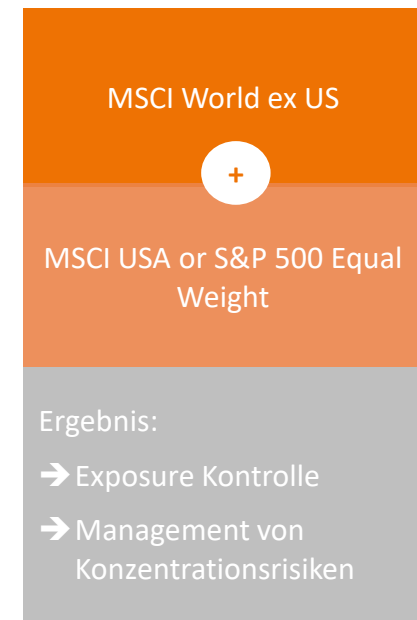 MSCI World ex US
+
MSCI USA or S&P 500 Equal
Weight
Ergebnis:
➔ Exposure Kontrolle
➔ Management von
Konzentrationsrisiken